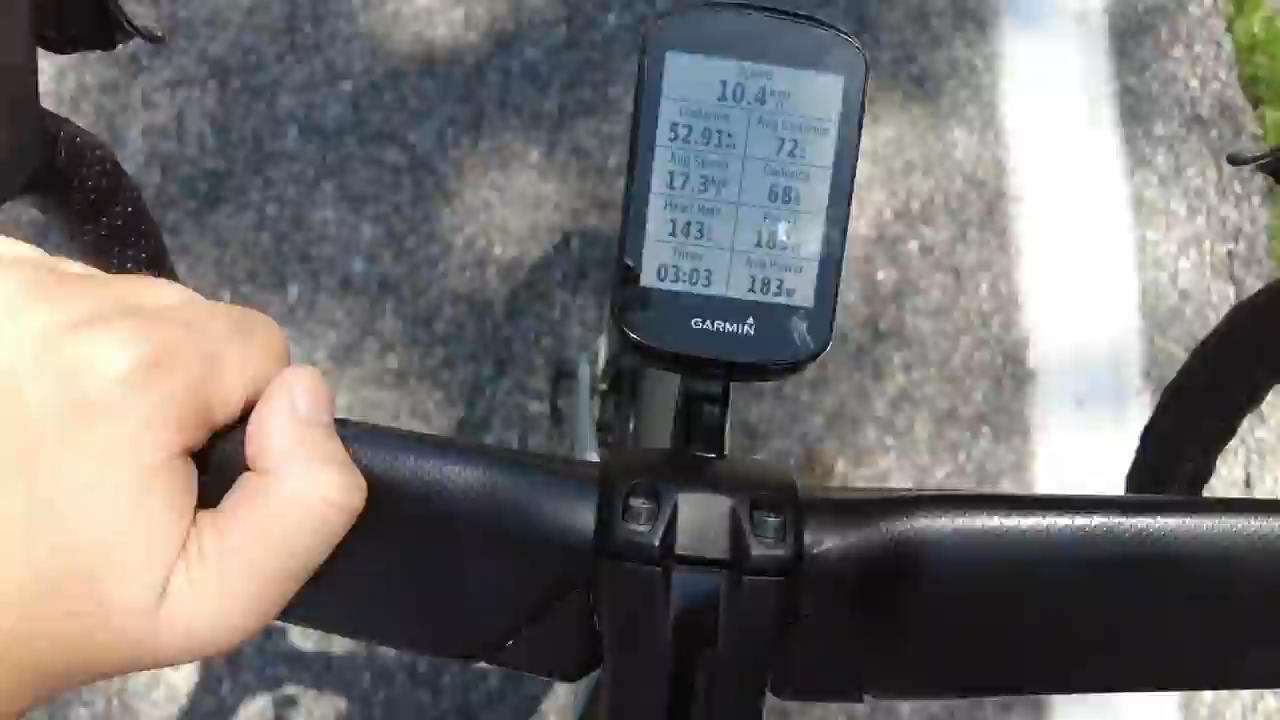 Speed
10.4
Distance
52.91
Avg Cadence
72
Avg Speed
17.3
Cadence
68
Heart Rate
143
Timer
03:03
Avg Power
183w
GARMIN